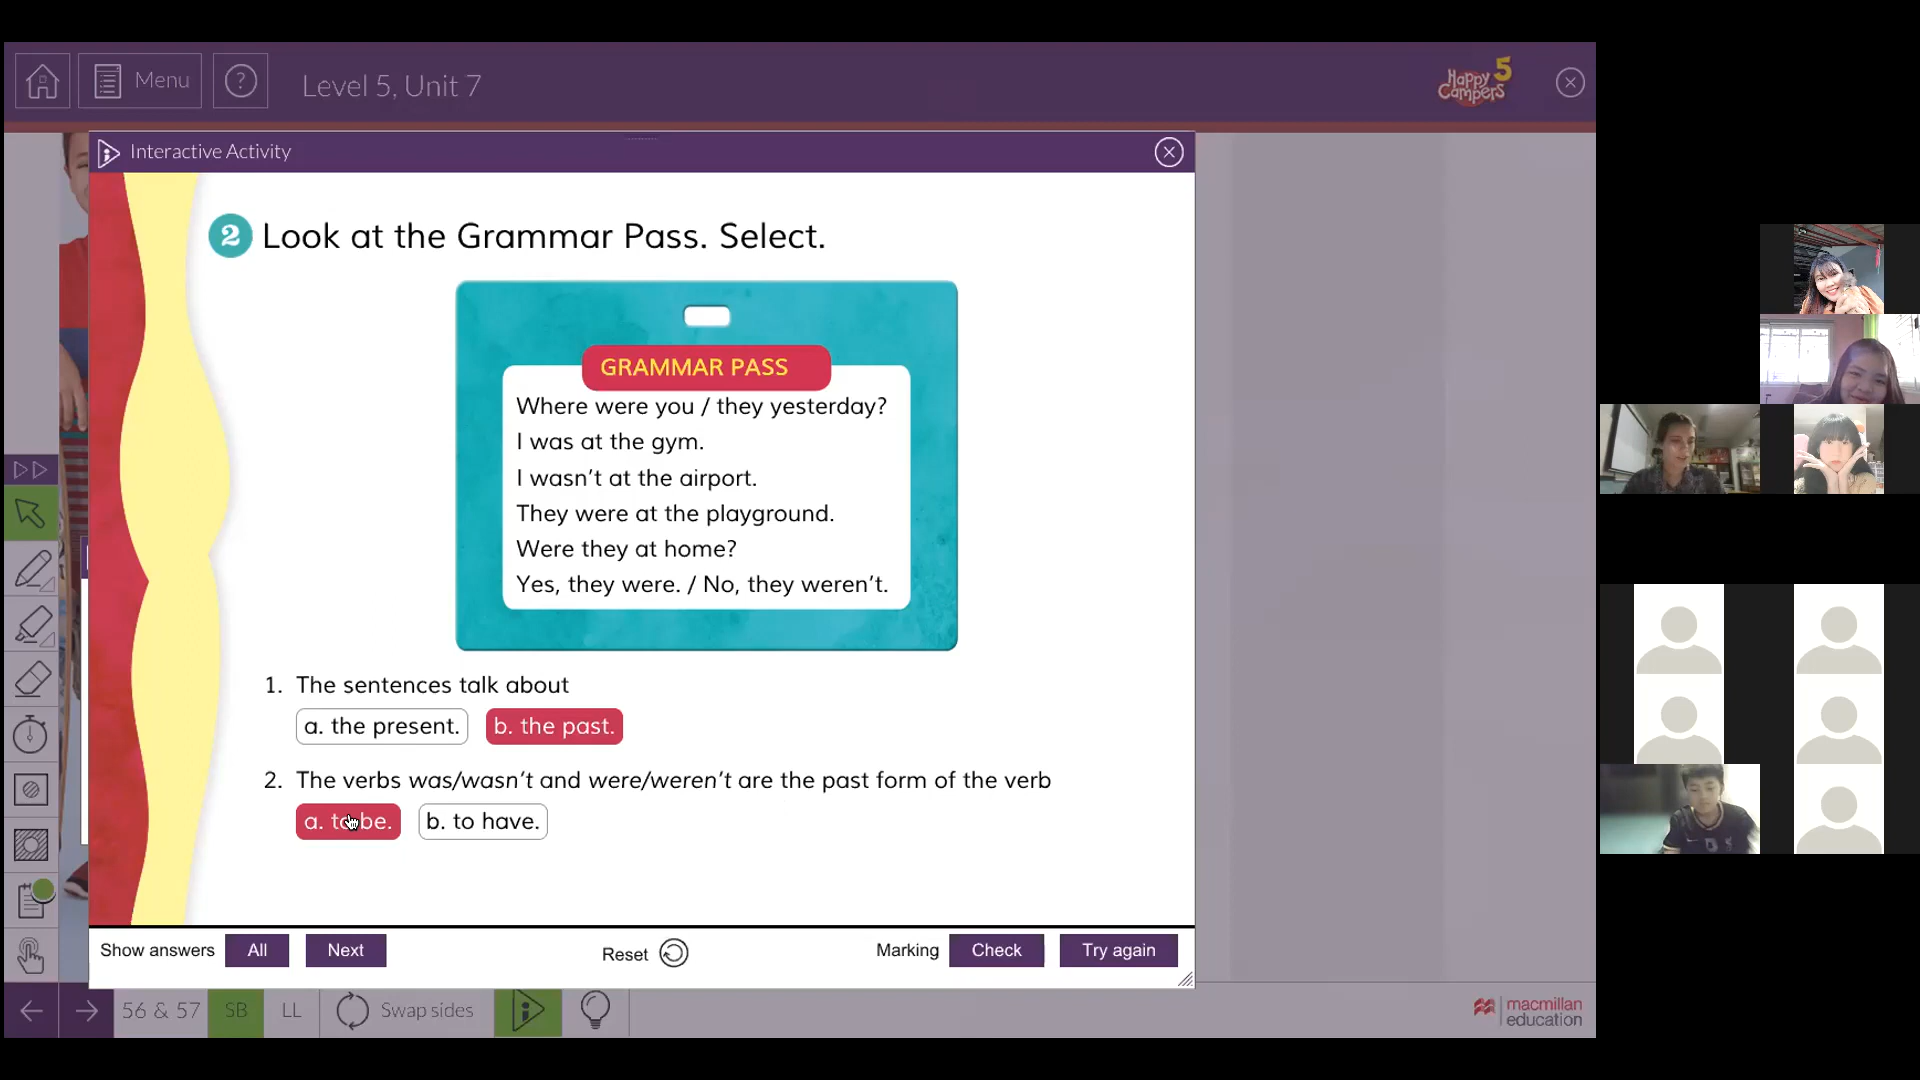 Menu
?
Level 5, Unit 7
Happy Campers 5
Interactive Activity
2 Look at the Grammar Pass. Select.
GRAMMAR PASS
Where were you / they yesterday?
I was at the gym.
I wasn't at the airport.
They were at the playground.
Were they at home?
Yes, they were. / No, they weren't.
1. The sentences talk about
a. the present. b. the past.
2. The verbs was/wasn't and were/weren't are the past form of the verb
a. to be. b. to have.
Show answers All Next Reset Marking Check Try again
56 & 57 SB LL Swap sides
macmillan
education